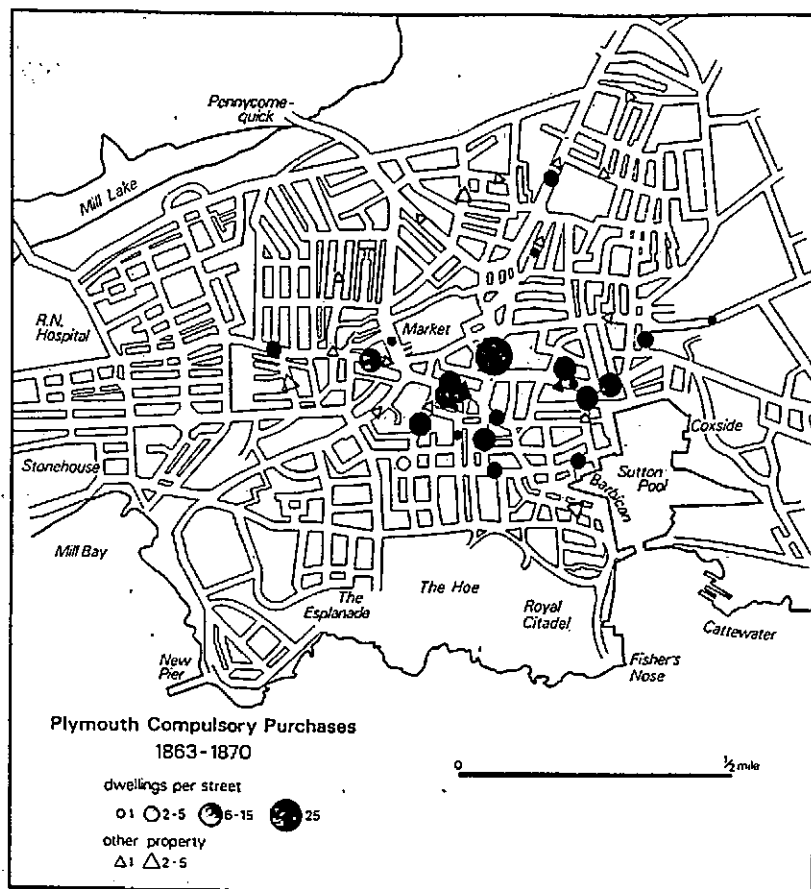 Pennycome-
quick
Mill Lake
R.N.
Hospital
Market
Stonehouse
Coxside
Sutton
Pool
Barbican
Mill Bay
The
Esplanade
The Hoe
Royal
Citadel
Cattewater
New
Pier
Fisher's
Nose
Plymouth Compulsory Purchases
1863-1870
0 ½ mile
dwellings per street
1 2-5 6-15 25
other property
1 2-5